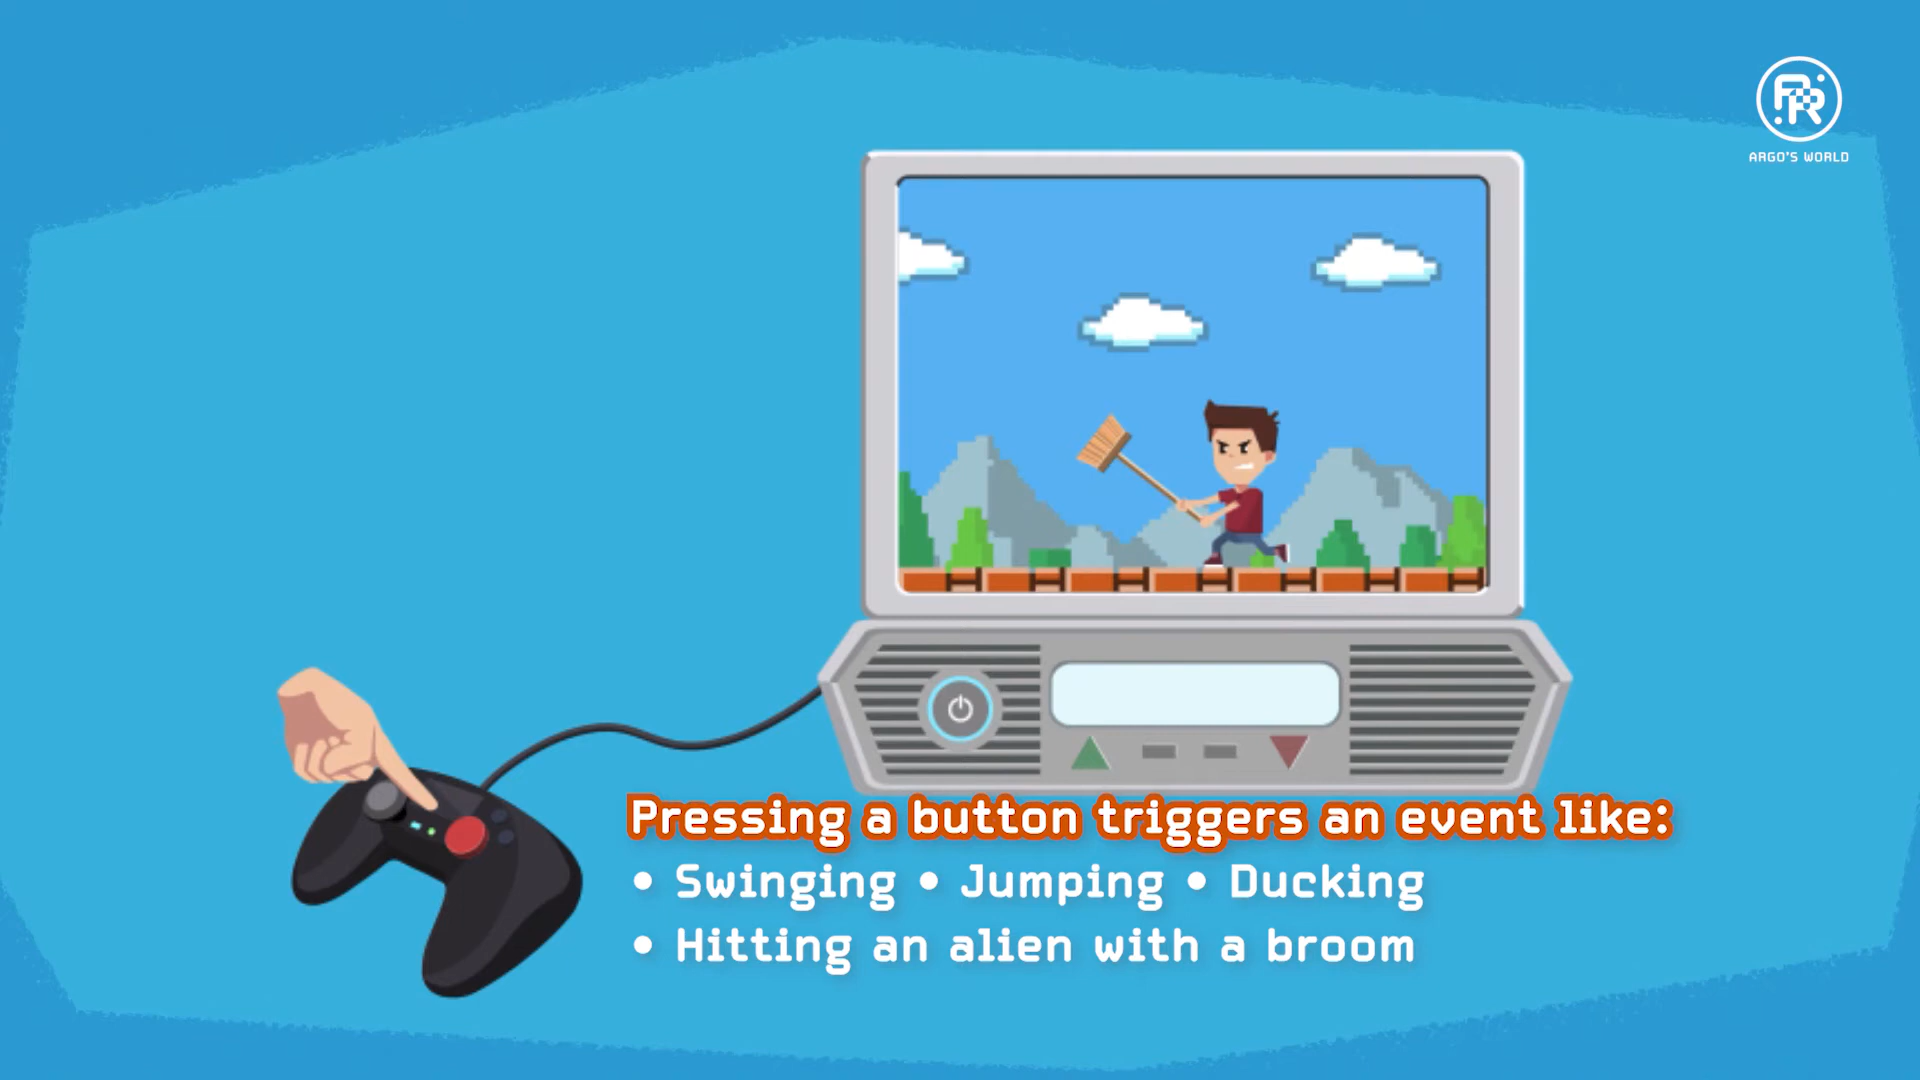 ARGO'S WORLD
Pressing a button triggers an event like:
• Swinging • Jumping • Ducking
• Hitting an alien with a broom